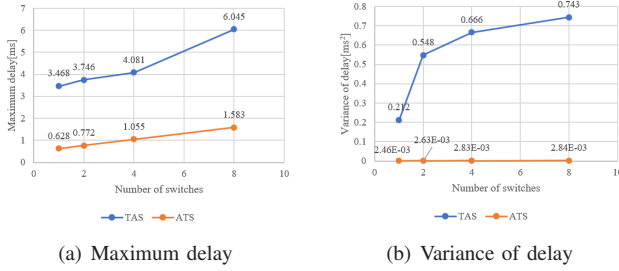 7
6
5
4
3
2
1
0
Maximum delay[ms]
3.468
3.746
4.081
6.045
0.628
0.772
1.055
1.583
0 2 4 6 8 10
Number of switches
TAS ATS
(a) Maximum delay
0.8
0.7
0.6
0.5
0.4
0.3
0.2
0.1
0
Variance of delay[ms²]
0.212
0.548
0.666
0.743
2.46E-03
2.63E-03
2.83E-03
2.84E-03
0 2 4 6 8 10
Number of switches
TAS ATS
(b) Variance of delay